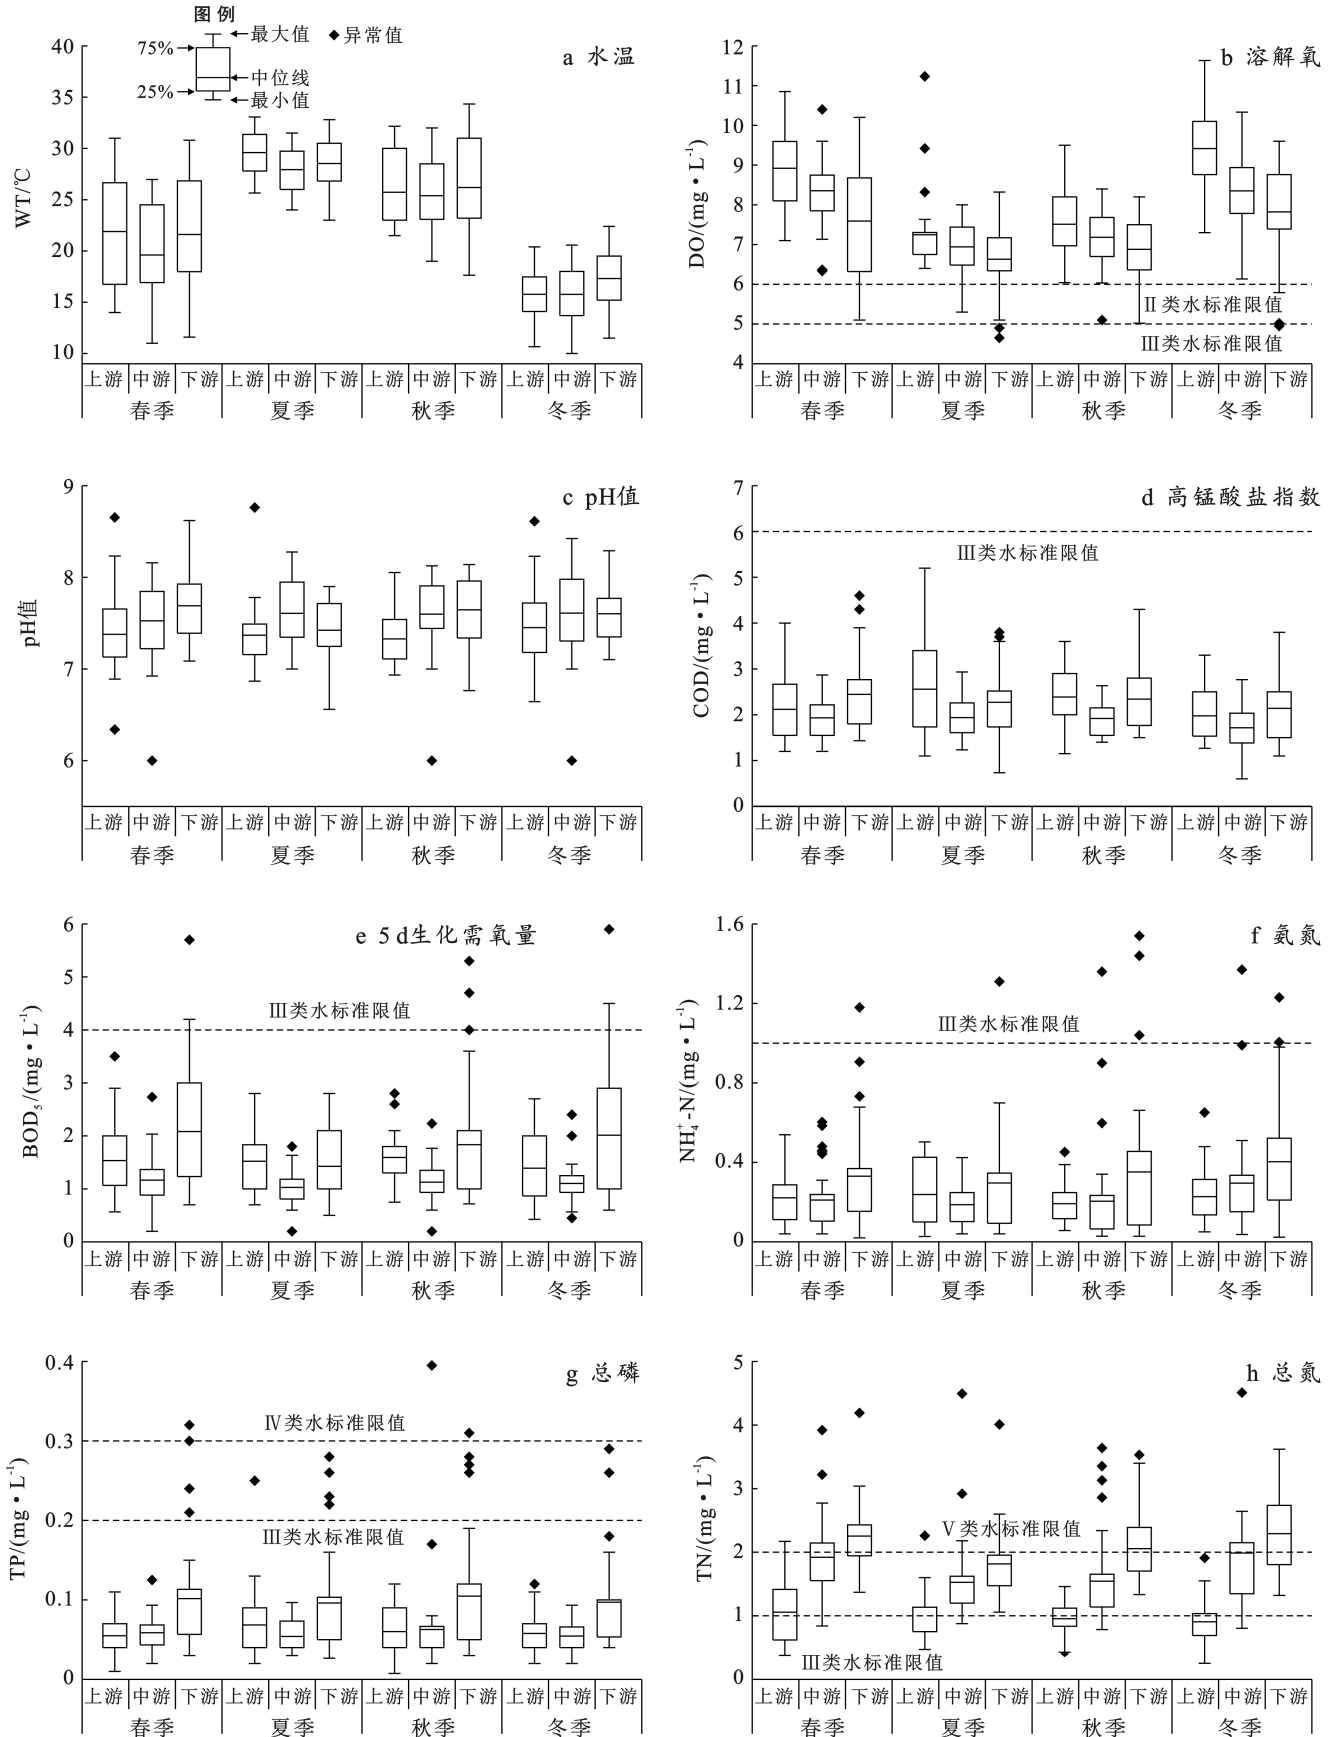 图 例
最大值 ◆异常值
75%
中位线
25%
最小值
a 水温
WT/℃
40
35
30
25
20
15
10
上游 中游 下游 上游 中游 下游 上游 中游 下游 上游 中游 下游
春季 夏季 秋季 冬季
b 溶解氧
DO/(mg•L⁻¹)
12
11
10
9
8
7
6
5
4
Ⅱ类水标准限值
Ⅲ类水标准限值
上游 中游 下游 上游 中游 下游 上游 中游 下游 上游 中游 下游
春季 夏季 秋季 冬季
c pH值
pH值
9
8
7
6
上游 中游 下游 上游 中游 下游 上游 中游 下游 上游 中游 下游
春季 夏季 秋季 冬季
d 高锰酸盐指数
COD/(mg•L⁻¹)
7
6
5
4
3
2
1
0
Ⅲ类水标准限值
上游 中游 下游 上游 中游 下游 上游 中游 下游 上游 中游 下游
春季 夏季 秋季 冬季
e 5 d生化需氧量
BOD₅/(mg•L⁻¹)
6
5
4
3
2
1
0
Ⅲ类水标准限值
上游 中游 下游 上游 中游 下游 上游 中游 下游 上游 中游 下游
春季 夏季 秋季 冬季
f 氨氮
NH₄⁺-N/(mg•L⁻¹)
1.6
1.2
0.8
0.4
0
Ⅲ类水标准限值
上游 中游 下游 上游 中游 下游 上游 中游 下游 上游 中游 下游
春季 夏季 秋季 冬季
g 总磷
TP/(mg•L⁻¹)
0.4
0.3
0.2
0.1
0
Ⅳ类水标准限值
Ⅲ类水标准限值
上游 中游 下游 上游 中游 下游 上游 中游 下游 上游 中游 下游
春季 夏季 秋季 冬季
h 总氮
TN/(mg•L⁻¹)
5
4
3
2
1
0
Ⅴ类水标准限值
Ⅲ类水标准限值
上游 中游 下游 上游 中游 下游 上游 中游 下游 上游 中游 下游
春季 夏季 秋季 冬季